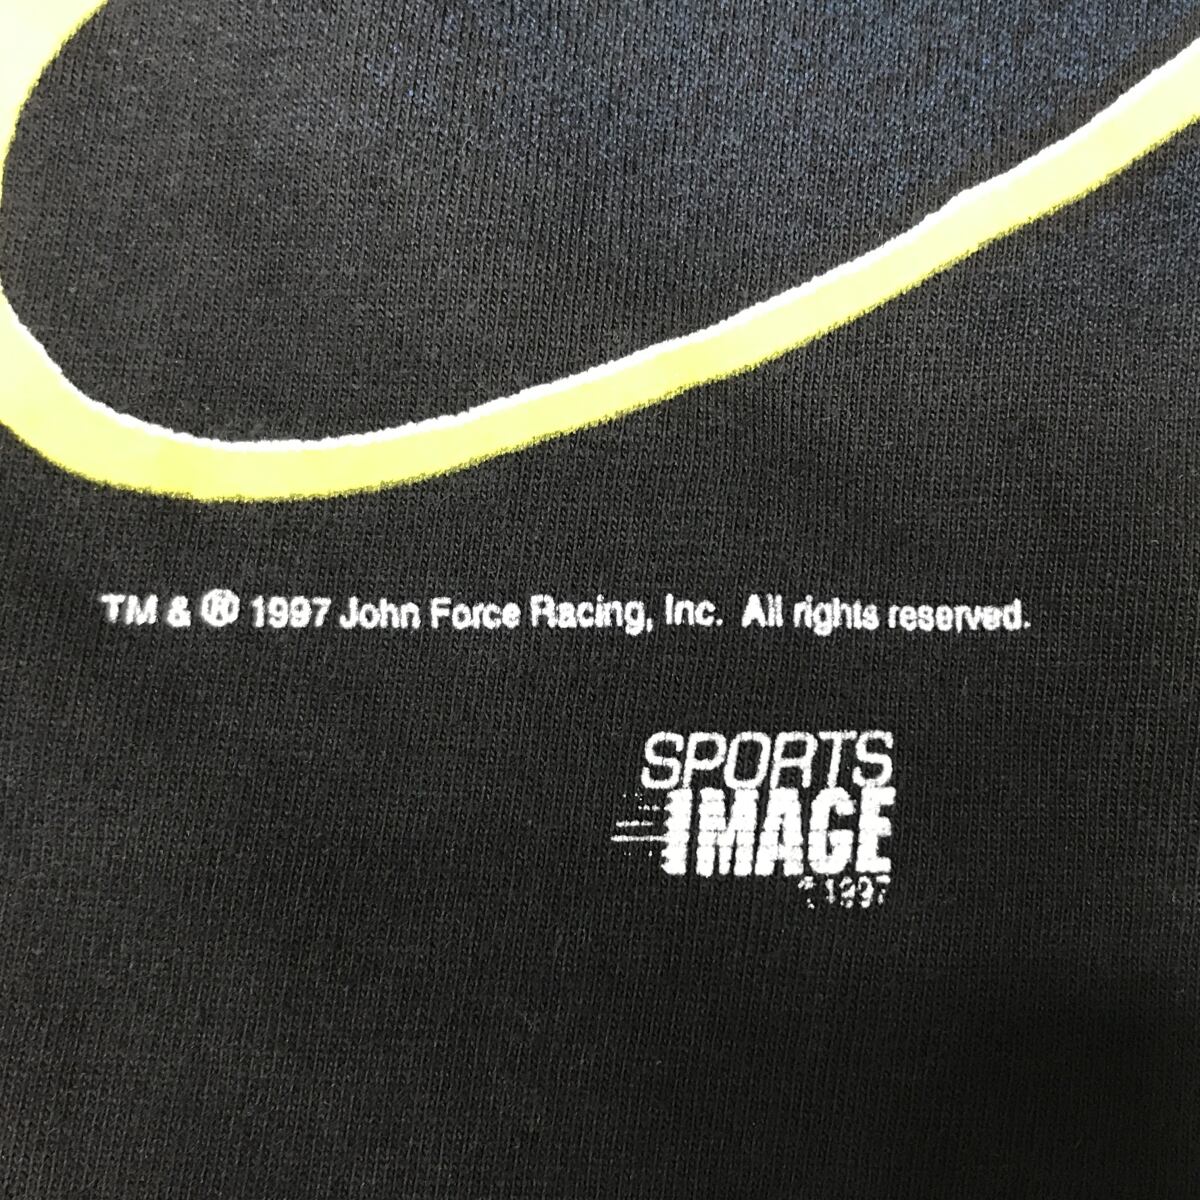 TM & ® 1997 John Force Racing, Inc. All rights reserved.
SPORTS
IMAGE
© 1997